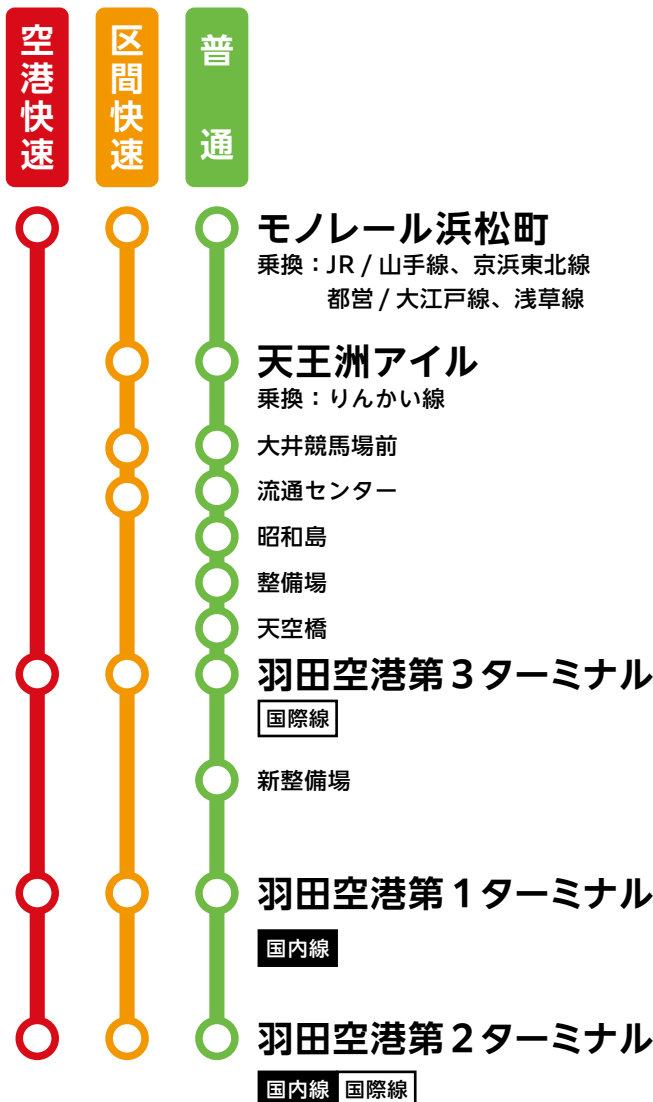 空港快速
区間快速
普通
モノレール浜松町
乗換：JR / 山手線、京浜東北線
都営 / 大江戸線、浅草線
天王洲アイル
乗換：りんかい線
大井競馬場前
流通センター
昭和島
整備場
天空橋
羽田空港第３ターミナル
国際線
新整備場
羽田空港第１ターミナル
国内線
羽田空港第２ターミナル
国内線 国際線